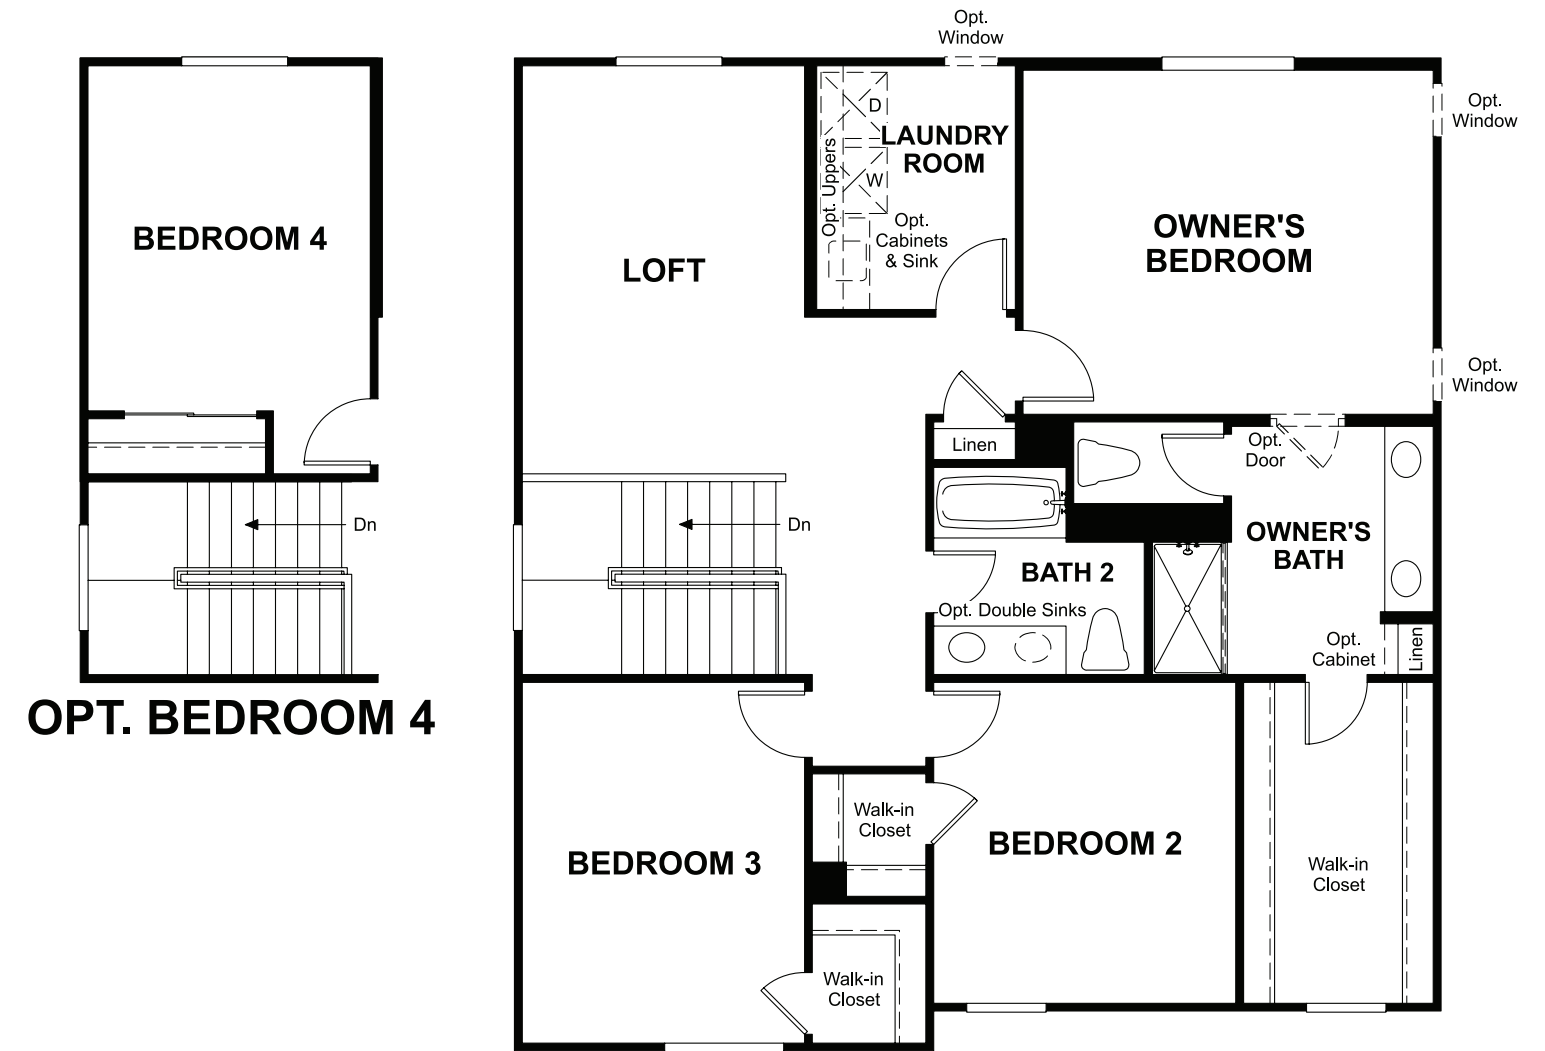 BEDROOM 4
Dn
OPT. BEDROOM 4
LOFT
Dn
Opt.
Window
D
W
Opt. Uppers
LAUNDRY
ROOM
Opt.
Cabinets
& Sink
OWNER'S
BEDROOM
Opt.
Window
Opt.
Window
Linen
Opt.
Door
OWNER'S
BATH
BATH 2
Opt. Double Sinks
Opt.
Cabinet
Linen
BEDROOM 3
Walk-in
Closet
Walk-in
Closet
BEDROOM 2
Walk-in
Closet